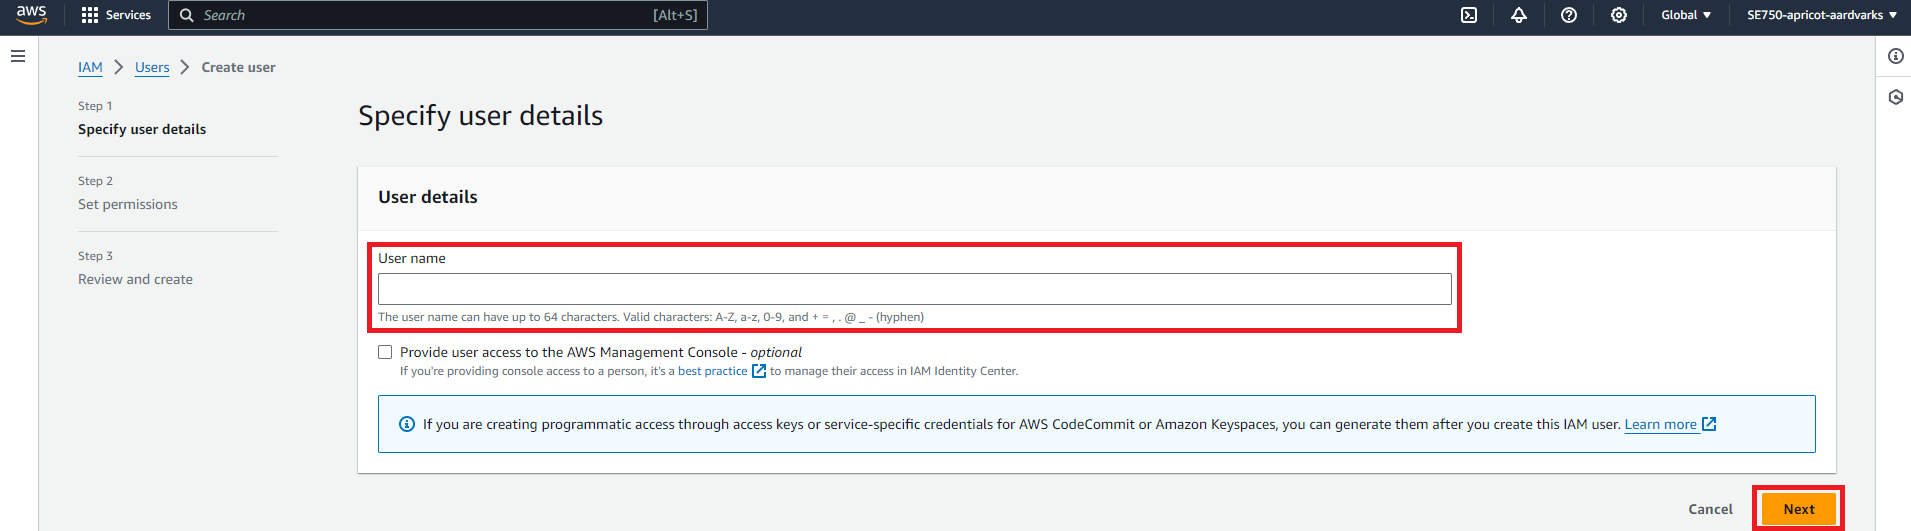 aws Services Search [Alt+S] Global SE750-apricot-aardvarks
IAM > Users > Create user
Step 1
Specify user details
Step 2
Set permissions
Step 3
Review and create
Specify user details
User details
User name
The user name can have up to 64 characters. Valid characters: A-Z, a-z, 0-9, and + = , . @ _ - (hyphen)
Provide user access to the AWS Management Console - optional
If you're providing console access to a person, it's a best practice to manage their access in IAM Identity Center.
If you are creating programmatic access through access keys or service-specific credentials for AWS CodeCommit or Amazon Keyspaces, you can generate them after you create this IAM user. Learn more
Cancel Next